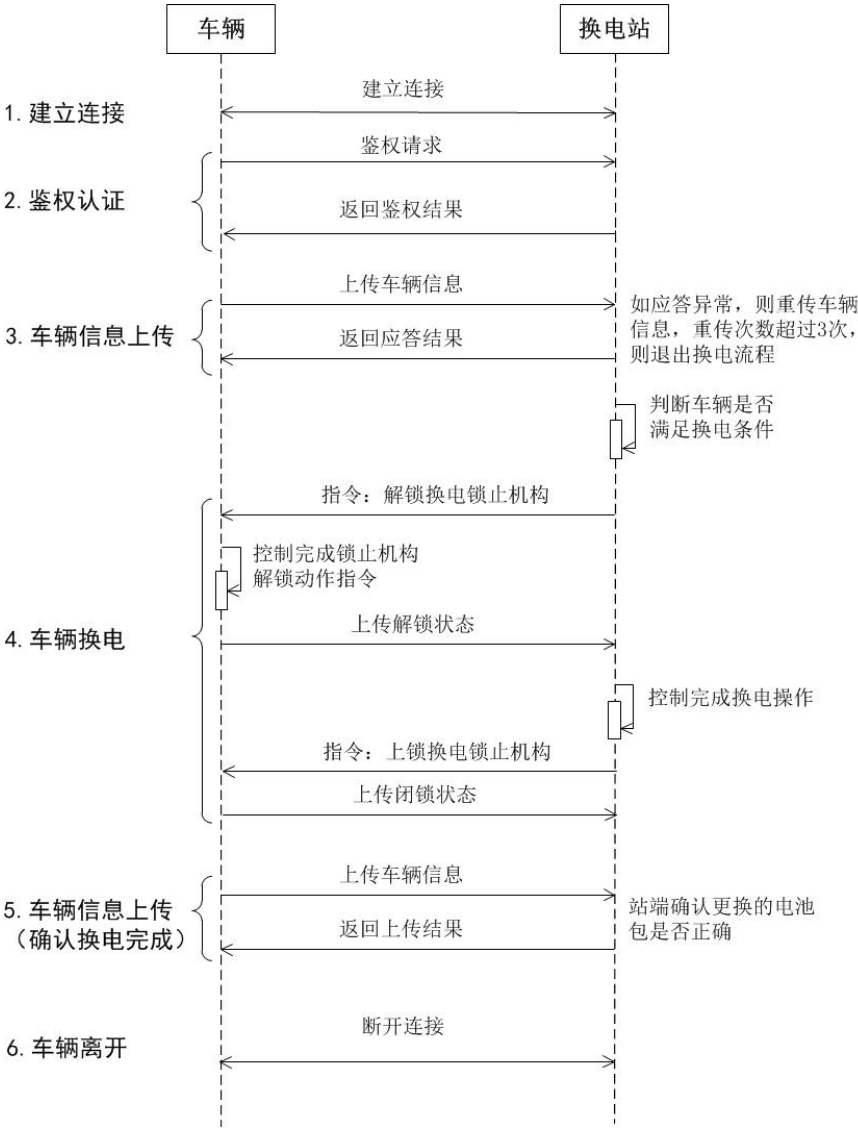 车辆
换电站
建立连接
1.建立连接
鉴权请求
2.鉴权认证
返回鉴权结果
上传车辆信息
如应答异常，则重传车辆
信息，重传次数超过3次，
则退出换电流程
3.车辆信息上传
返回应答结果
判断车辆是否
满足换电条件
指令：解锁换电锁止机构
控制完成锁止机构
解锁动作指令
4.车辆换电
上传解锁状态
控制完成换电操作
指令：上锁换电锁止机构
上传闭锁状态
上传车辆信息
5.车辆信息上传
（确认换电完成）
返回上传结果
站端确认更换的电池
包是否正确
断开连接
6.车辆离开